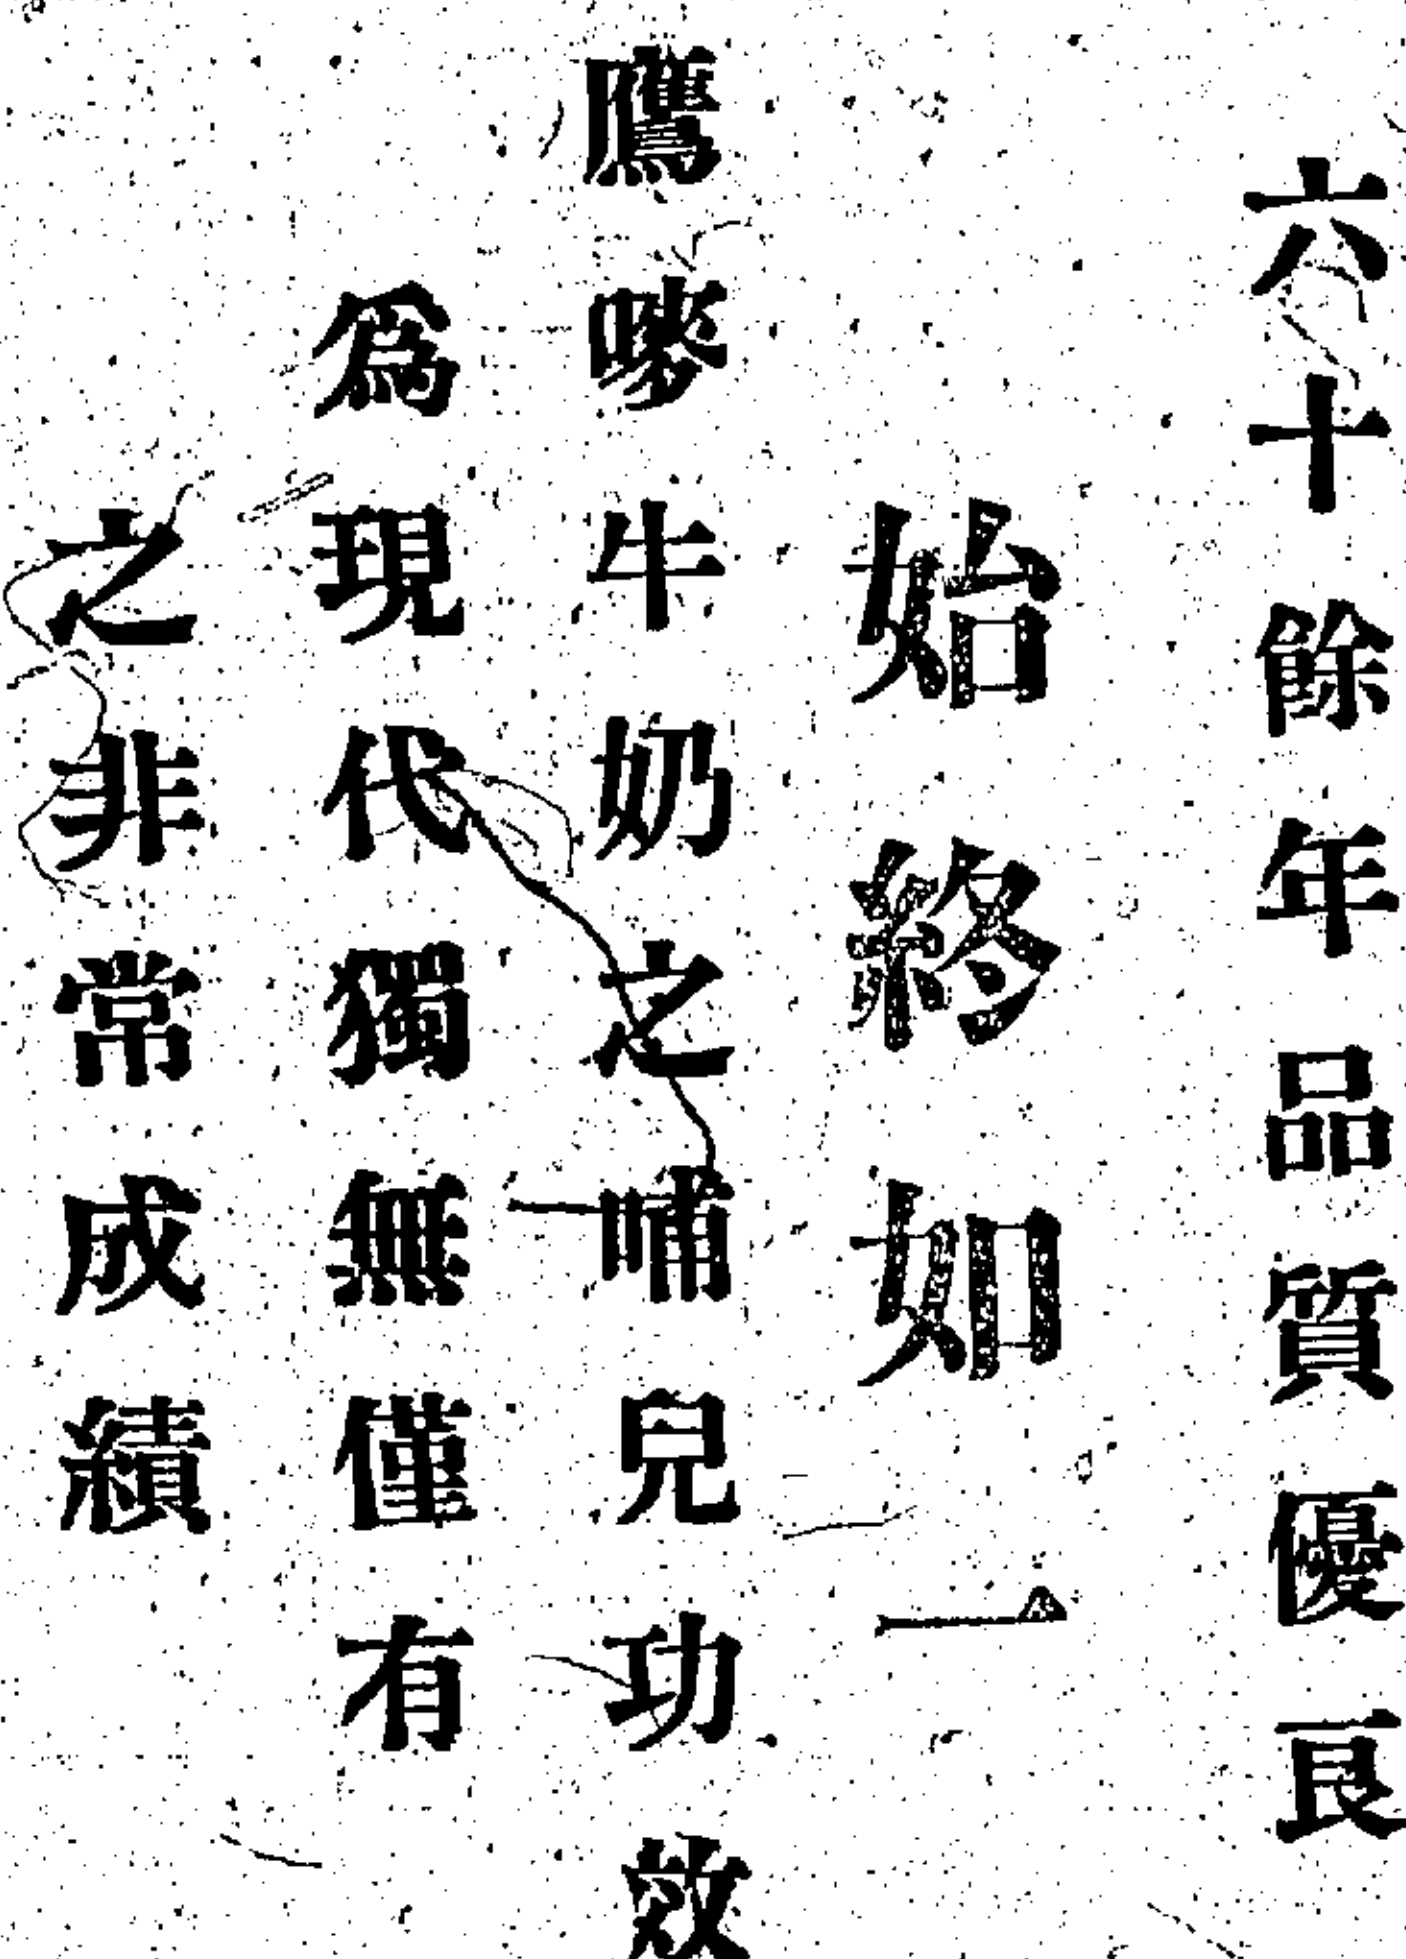 六十餘年品質優良
始終如一
鷹嘜牛奶之哺兒功效
爲現代獨無僅有
之非常成績